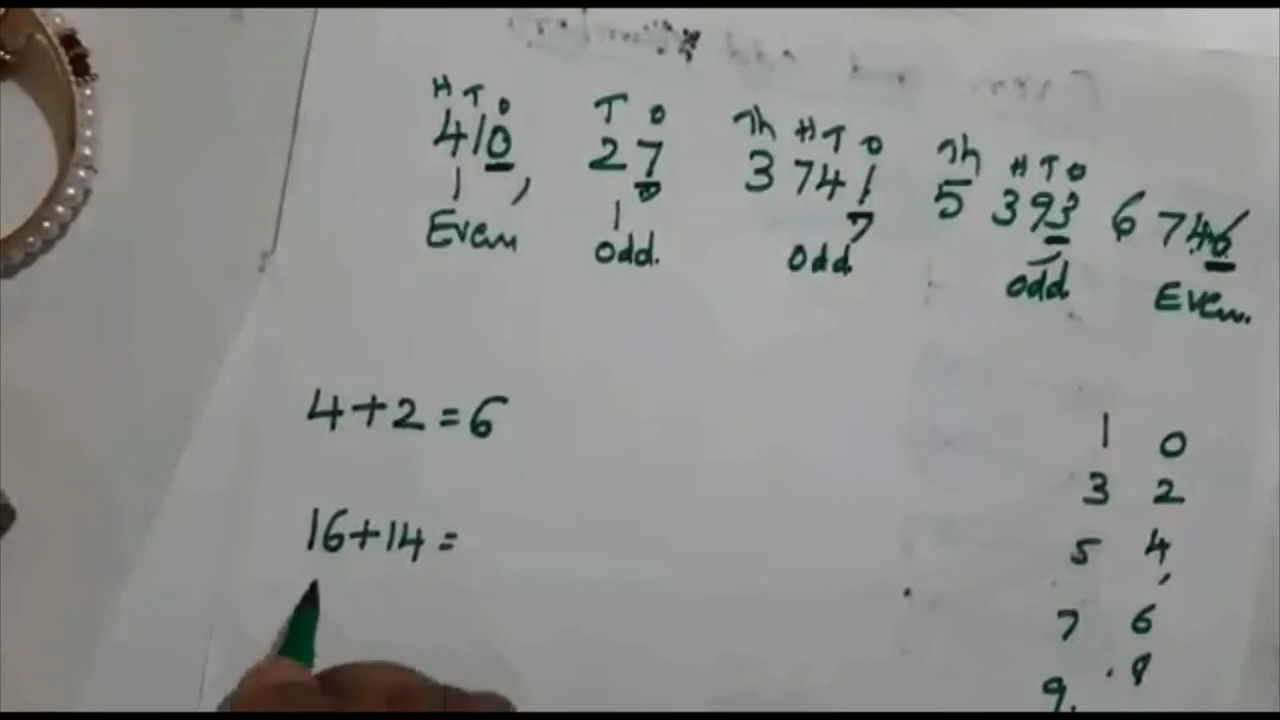 H T O T O Th H T O Th H T O
410, 27 3741 5393 6746
Even Odd. Odd Odd Even.
4+2=6
16+14=
1 0
3 2
5 4
7 6
9. 8